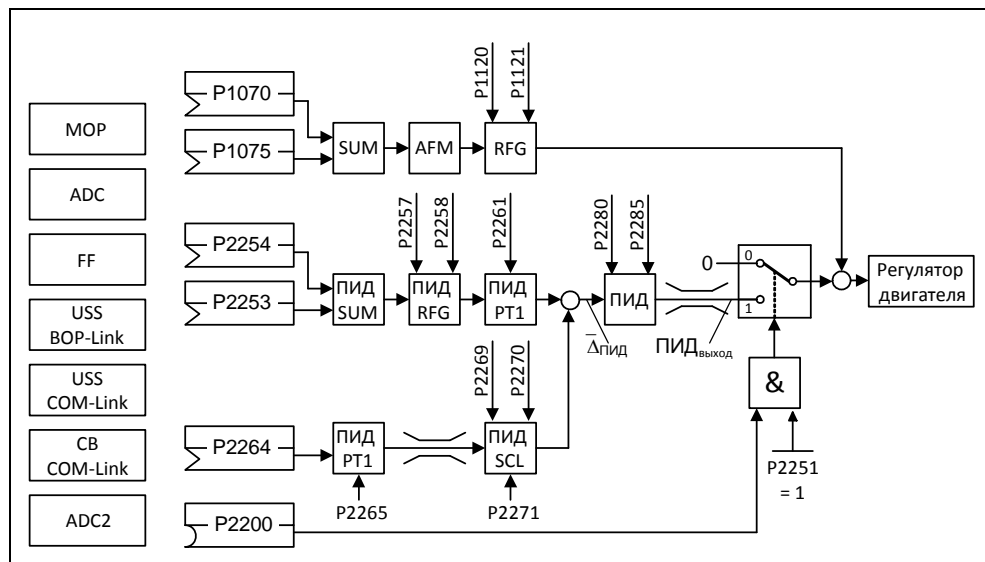 P1120
P1121
P1070
P1075
SUM
AFM
RFG
MOP
ADC
FF
USS
BOP-Link
USS
COM-Link
CB
COM-Link
ADC2
P2257
P2258
P2261
P2280
P2285
P2254
P2253
ПИД
SUM
ПИД
RFG
ПИД
PT1
Δ̅ПИД
ПИД
ПИДвыход
0
0
1
Регулятор
двигателя
&
P2251
= 1
P2269
P2270
P2264
ПИД
PT1
ПИД
SCL
P2265
P2271
P2200